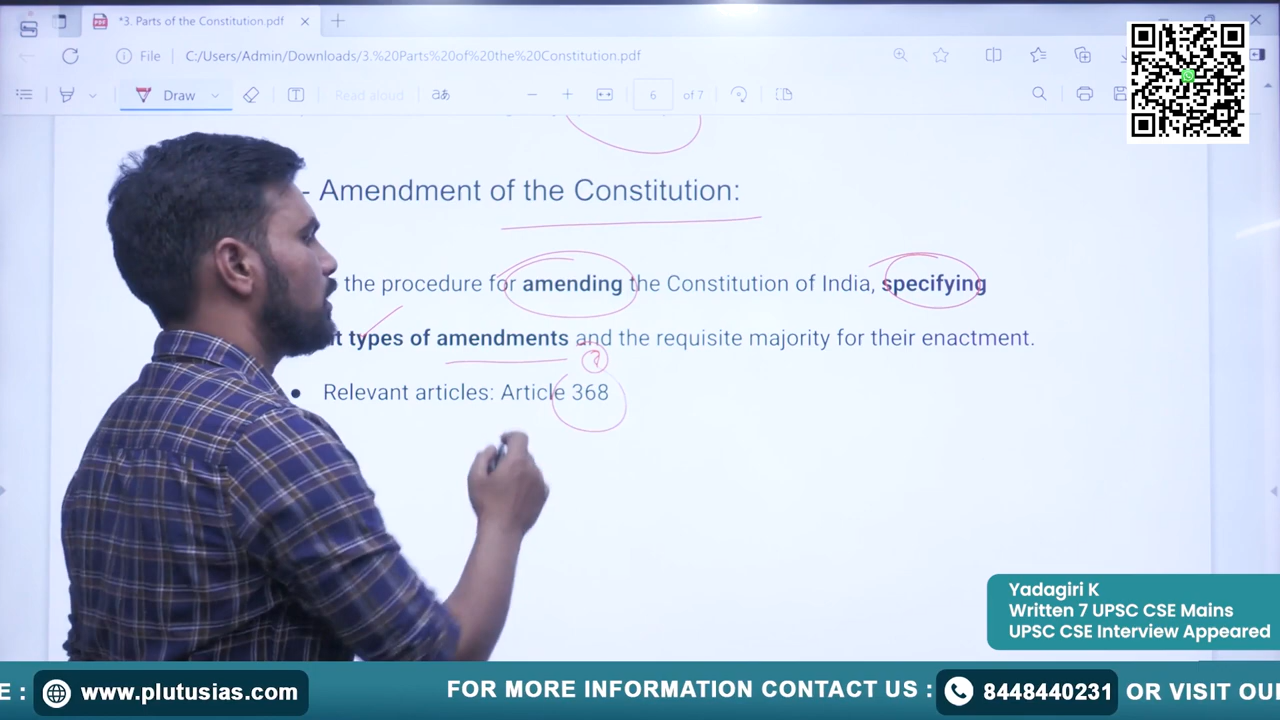 *3. Parts of the Constitution.pdf
File C:/Users/Admin/Downloads/3.%20Parts%20of%20the%20Constitution.pdf
Draw Read aloud 6 of 7
- Amendment of the Constitution:
the procedure for amending the Constitution of India, specifying
t types of amendments and the requisite majority for their enactment.
• Relevant articles: Article 368
Yadagiri K
Written 7 UPSC CSE Mains
UPSC CSE Interview Appeared
E : www.plutusias.com FOR MORE INFORMATION CONTACT US : 8448440231 OR VISIT OUR